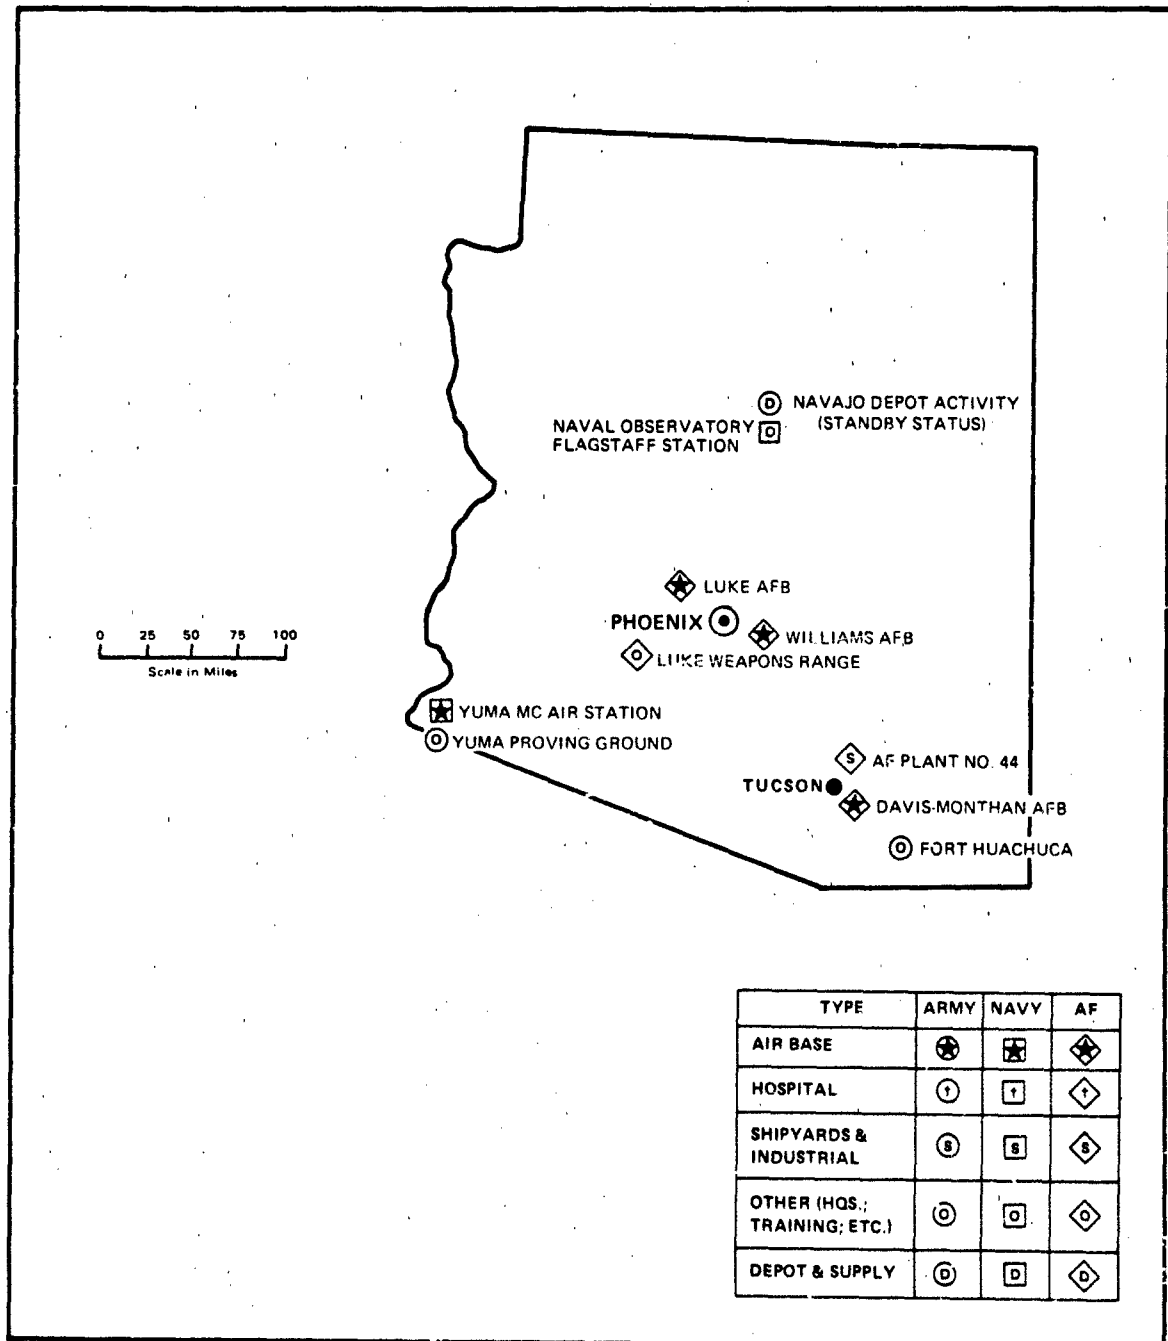 D NAVAJO DEPOT ACTIVITY
(STANDBY STATUS)
NAVAL OBSERVATORY
FLAGSTAFF STATION
O
LUKE AFB
PHOENIX
WILLIAMS AFB
O LUKE WEAPONS RANGE
0 25 50 75 100
Scale in Miles
YUMA MC AIR STATION
O YUMA PROVING GROUND
S AF PLANT NO. 44
TUCSON
DAVIS-MONTHAN AFB
O FORT HUACHUCA
TYPE ARMY NAVY AF
AIR BASE
HOSPITAL † † †
SHIPYARDS &
INDUSTRIAL S S S
OTHER (HQS.;
TRAINING; ETC.) O O O
DEPOT & SUPPLY D D D